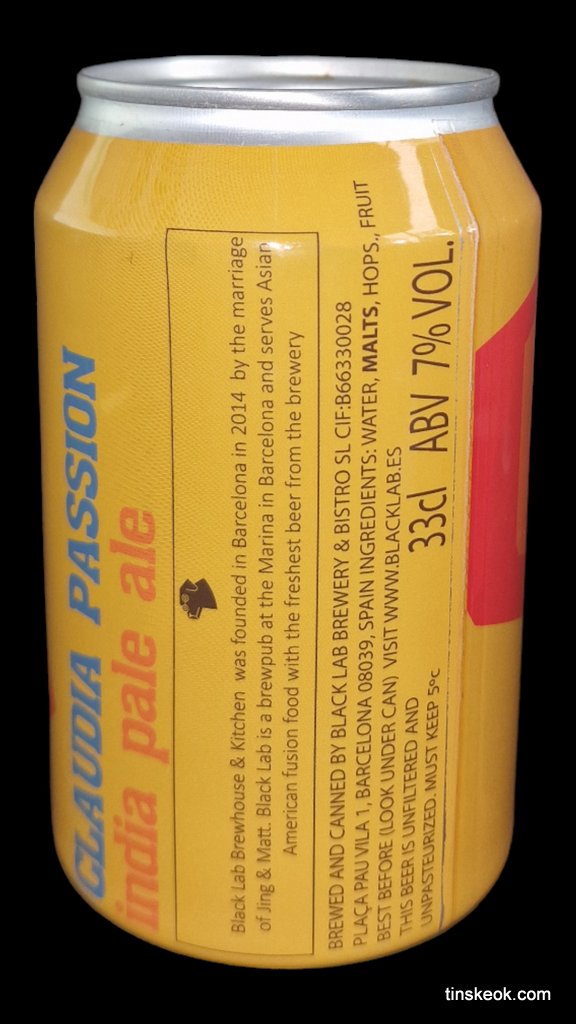 CLAUDIA PASSION
india pale ale
Black Lab Brewhouse & Kitchen was founded in Barcelona in 2014 by the marriage
of Jing & Matt. Black Lab is a brewpub at the Marina in Barcelona and serves Asian
American fusion food with the freshest beer from the brewery
BREWED AND CANNED BY BLACK LAB BREWERY & BISTRO SL CIF:B66330028
PLAÇA PAU VILA 1, BARCELONA 08039, SPAIN INGREDIENTS: WATER, MALTS, HOPS., FRUIT
BEST BEFORE (LOOK UNDER CAN) VISIT WWW.BLACKLAB.ES
THIS BEER IS UNFILTERED AND
UNPASTEURIZED. MUST KEEP 5ºc
33cl ABV 7% VOL.
tinskeok.com